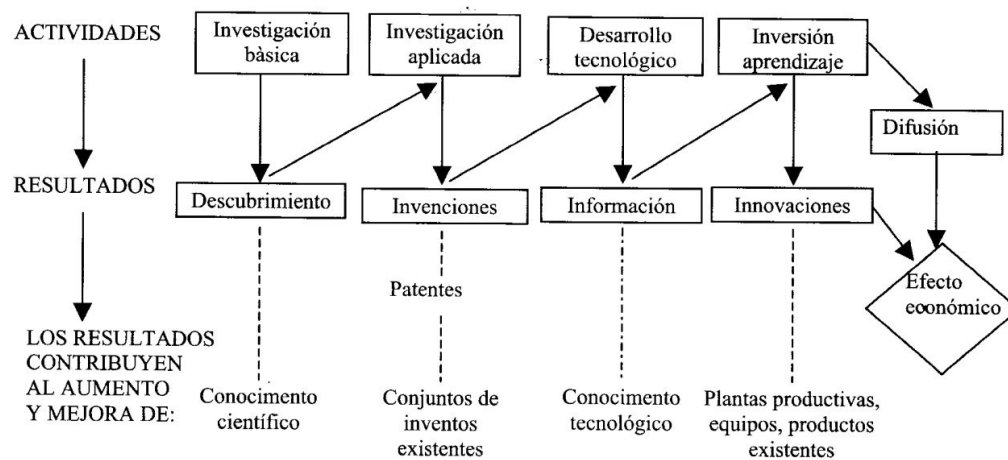 ACTIVIDADES
Investigación
bàsica
Investigación
aplicada
Desarrollo
tecnológico
Inversión
aprendizaje
Difusión
RESULTADOS
Descubrimiento
Invenciones
Información
Innovaciones
Patentes
Efecto
económico
LOS RESULTADOS
CONTRIBUYEN
AL AUMENTO
Y MEJORA DE:
Conocimento
científico
Conjuntos de
inventos
existentes
Conocimento
tecnológico
Plantas productivas,
equipos, productos
existentes